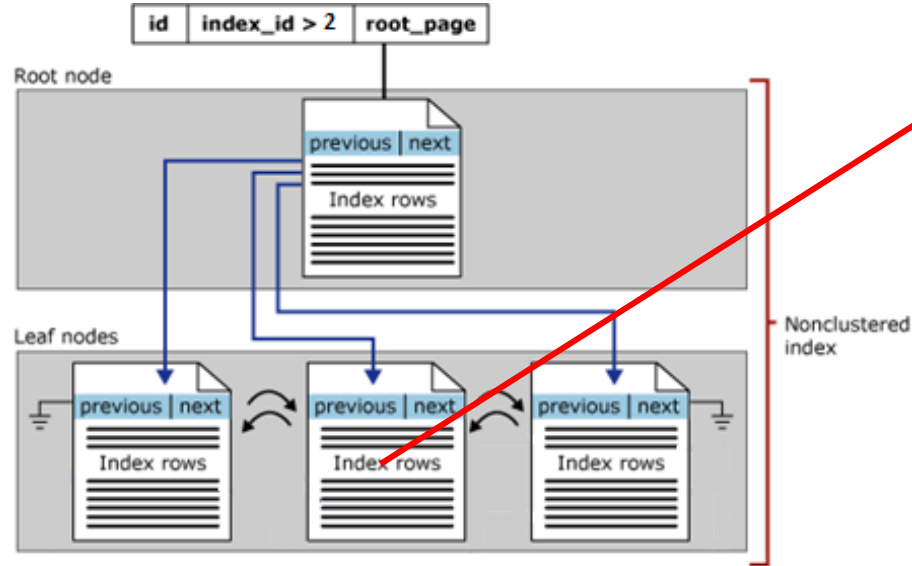 id index_id > 2 root_page
Root node
previous next
Index rows
Nonclustered
index
Leaf nodes
previous next previous next previous next
Index rows Index rows Index rows